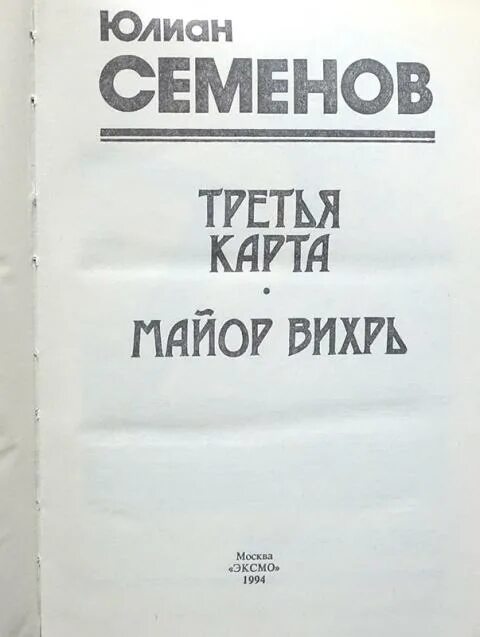 Юлиан
СЕМЕНОВ
ТРЕТЬЯ
КАРТА
•
МАЙОР ВИХРЬ
Москва
«ЭКСМО»
1994